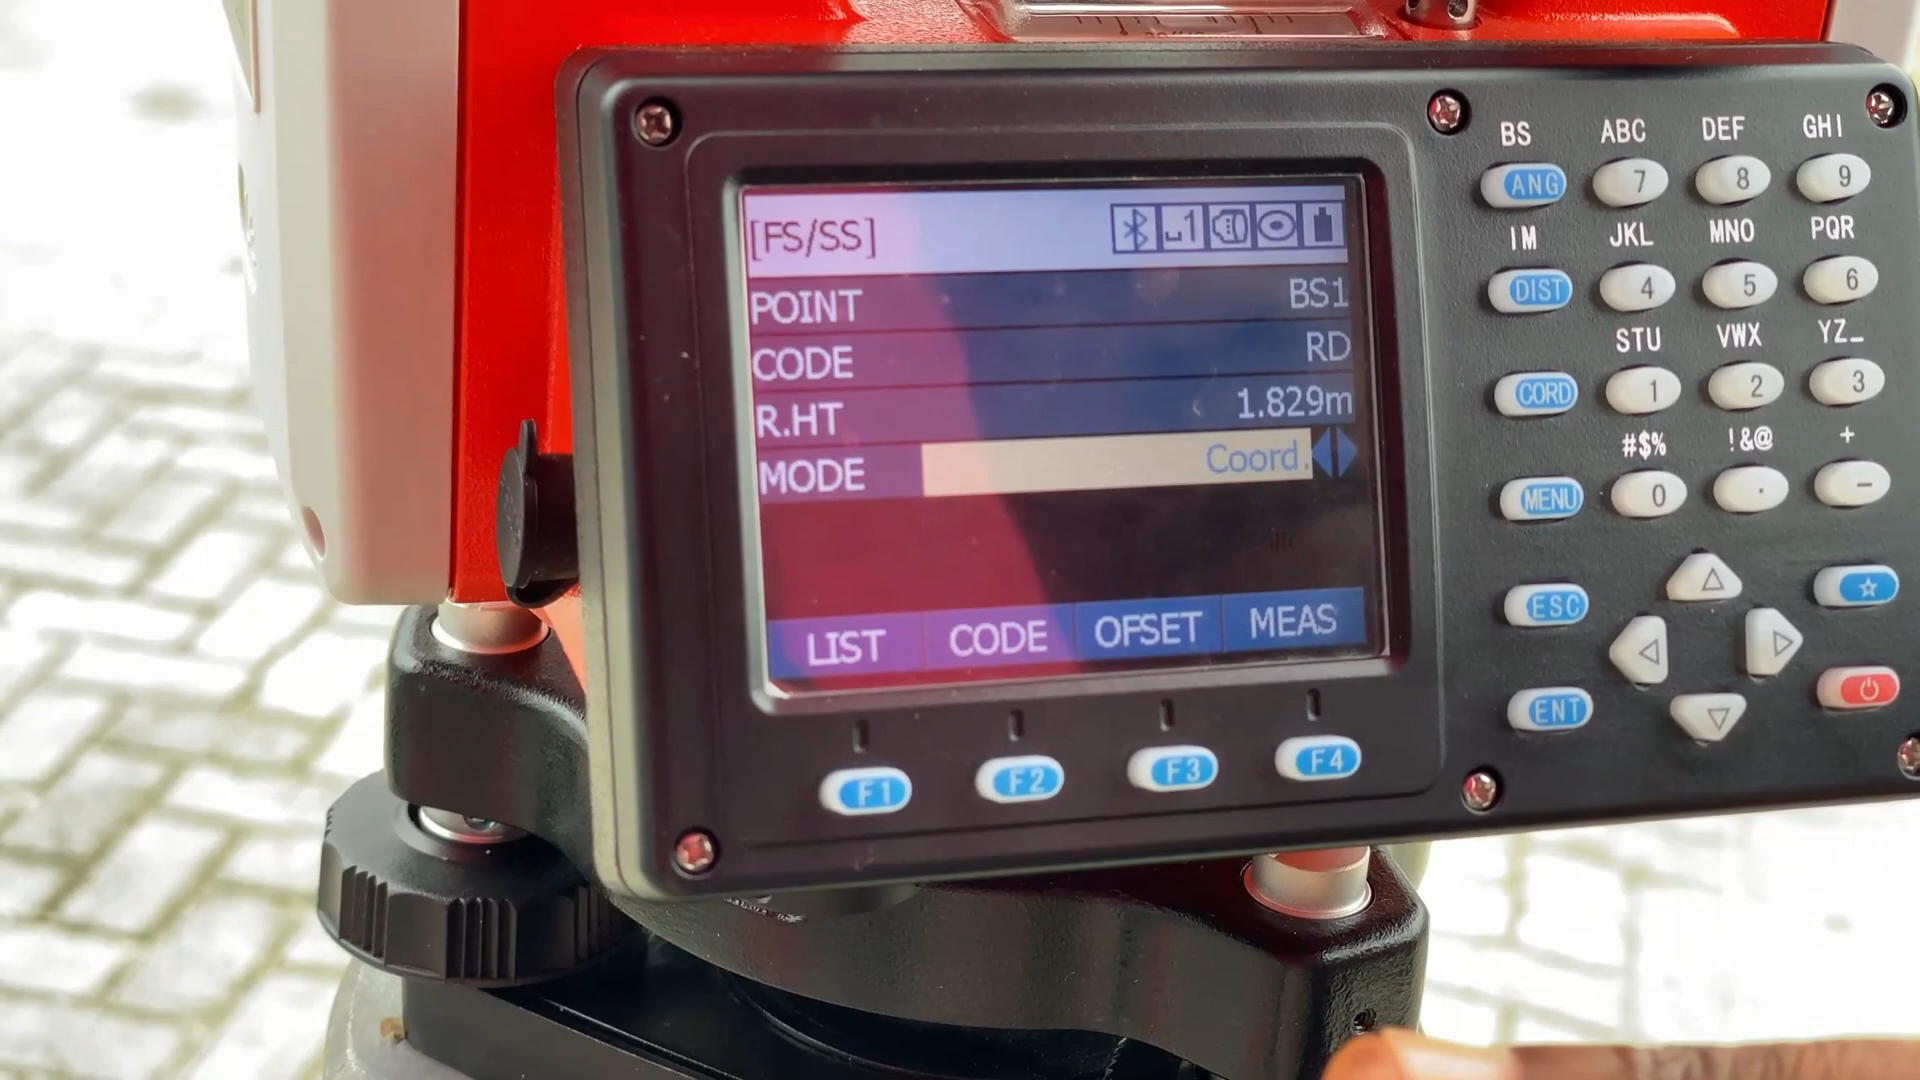 [FS/SS]
POINT BS1
CODE RD
R.HT 1.829m
MODE Coord.
LIST CODE OFSET MEAS
F1 F2 F3 F4
BS ABC DEF GHI
ANG 7 8 9
IM JKL MNO PQR
DIST 4 5 6
STU VWX YZ_
CORD 1 2 3
#$% !&@ +
MENU 0 . -
ESC
ENT